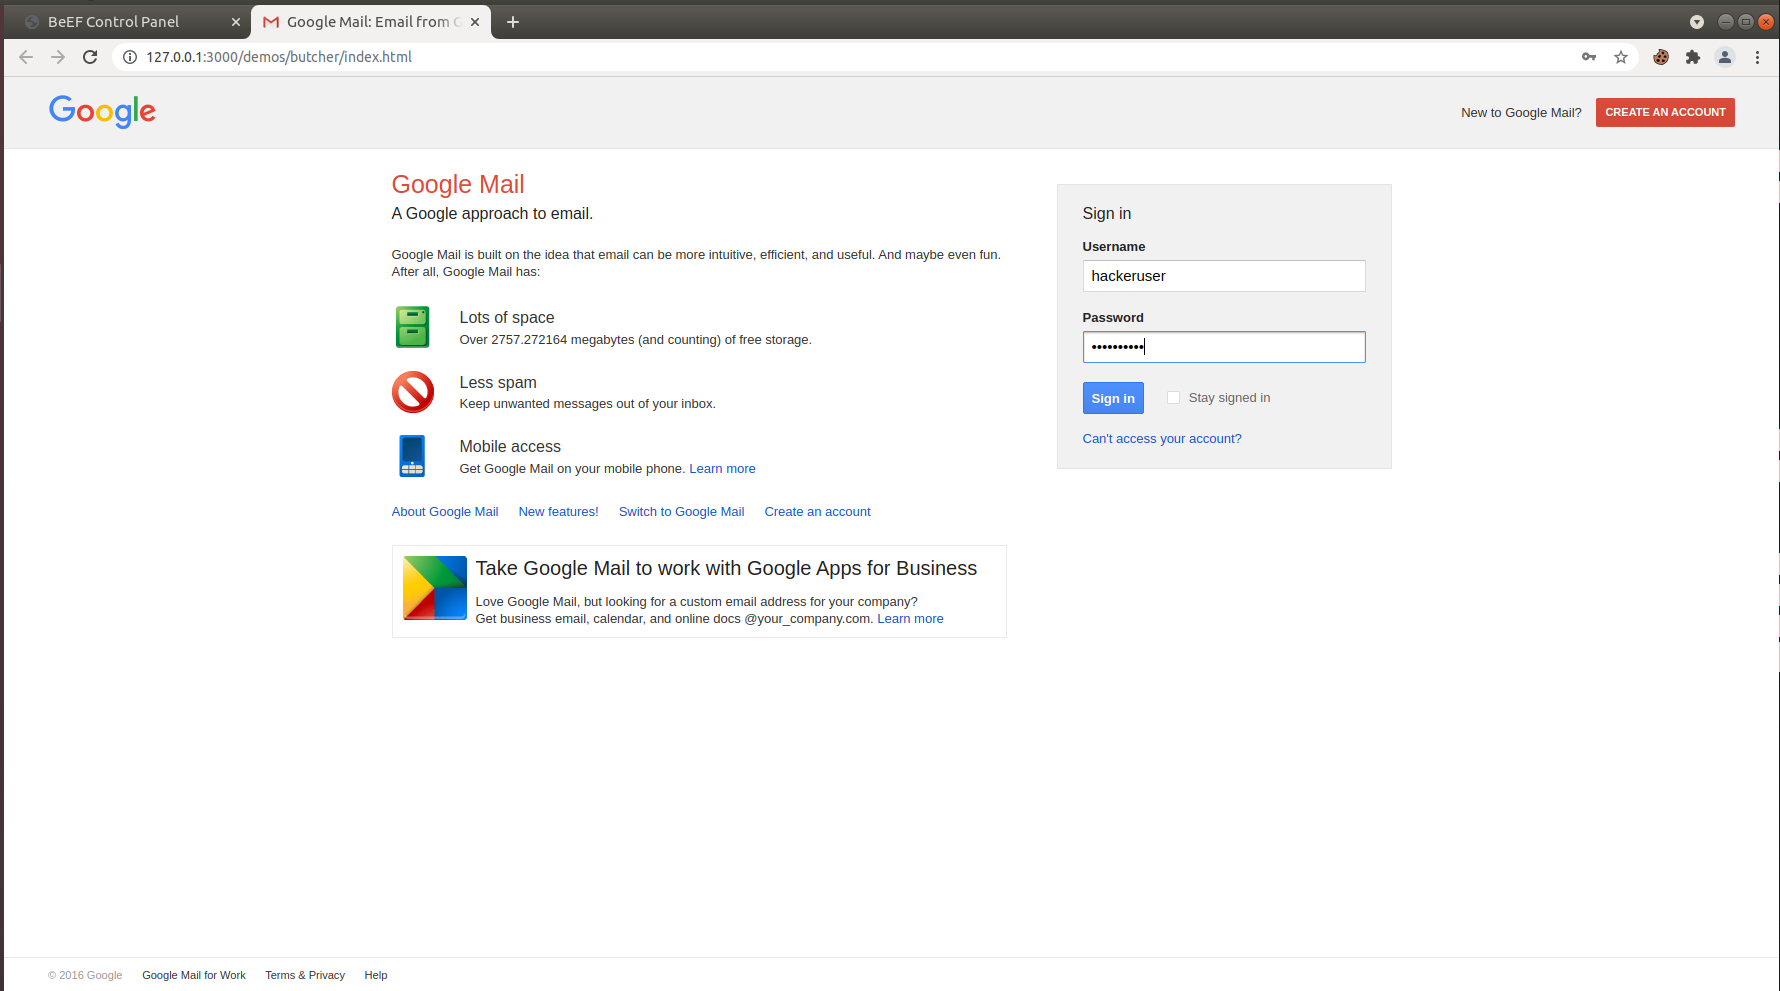 BeEF Control Panel
Google Mail: Email from G
127.0.0.1:3000/demos/butcher/index.html
Google
New to Google Mail?
CREATE AN ACCOUNT
Google Mail
A Google approach to email.
Google Mail is built on the idea that email can be more intuitive, efficient, and useful. And maybe even fun.
After all, Google Mail has:
Lots of space
Over 2757.272164 megabytes (and counting) of free storage.
Less spam
Keep unwanted messages out of your inbox.
Mobile access
Get Google Mail on your mobile phone. Learn more
About Google Mail
New features!
Switch to Google Mail
Create an account
Take Google Mail to work with Google Apps for Business
Love Google Mail, but looking for a custom email address for your company?
Get business email, calendar, and online docs @your_company.com. Learn more
Sign in
Username
hackeruser
Password
••••••••••
Sign in
Stay signed in
Can't access your account?
© 2016 Google
Google Mail for Work
Terms & Privacy
Help